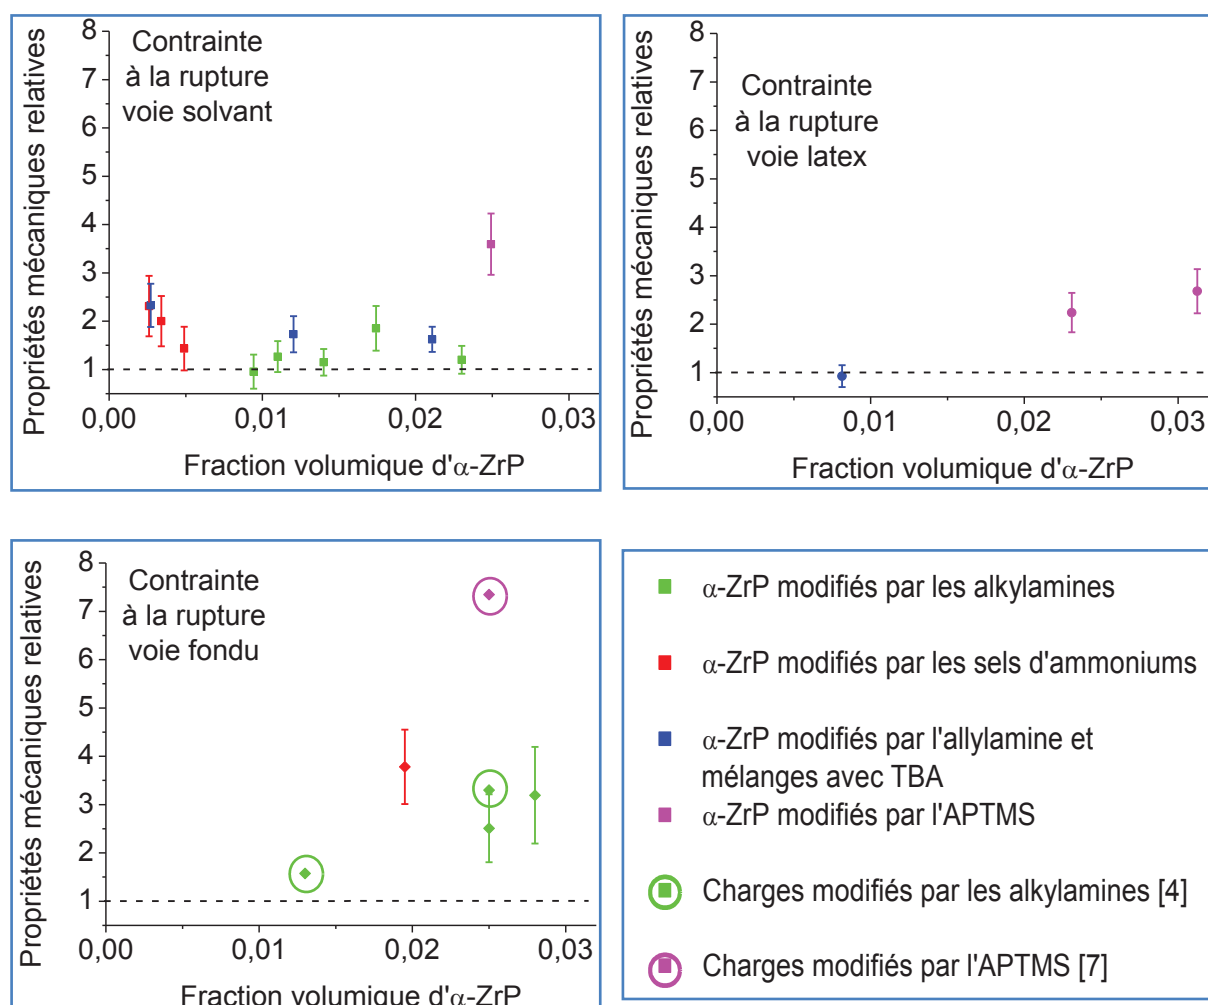 Propriétés mécaniques relatives
Contrainte
à la rupture
voie solvant
8
7
6
5
4
3
2
1
0,00 0,01 0,02 0,03
Fraction volumique d'α-ZrP
Propriétés mécaniques relatives
Contrainte
à la rupture
voie latex
8
7
6
5
4
3
2
1
0,00 0,01 0,02 0,03
Fraction volumique d'α-ZrP
Propriétés mécaniques relatives
Contrainte
à la rupture
voie fondu
8
7
6
5
4
3
2
1
0,00 0,01 0,02 0,03
Fraction volumique d'α-ZrP
α-ZrP modifiés par les alkylamines
α-ZrP modifiés par les sels d'ammoniums
α-ZrP modifiés par l'allylamine et
mélanges avec TBA
α-ZrP modifiés par l'APTMS
Charges modifiés par les alkylamines [4]
Charges modifiés par l'APTMS [7]